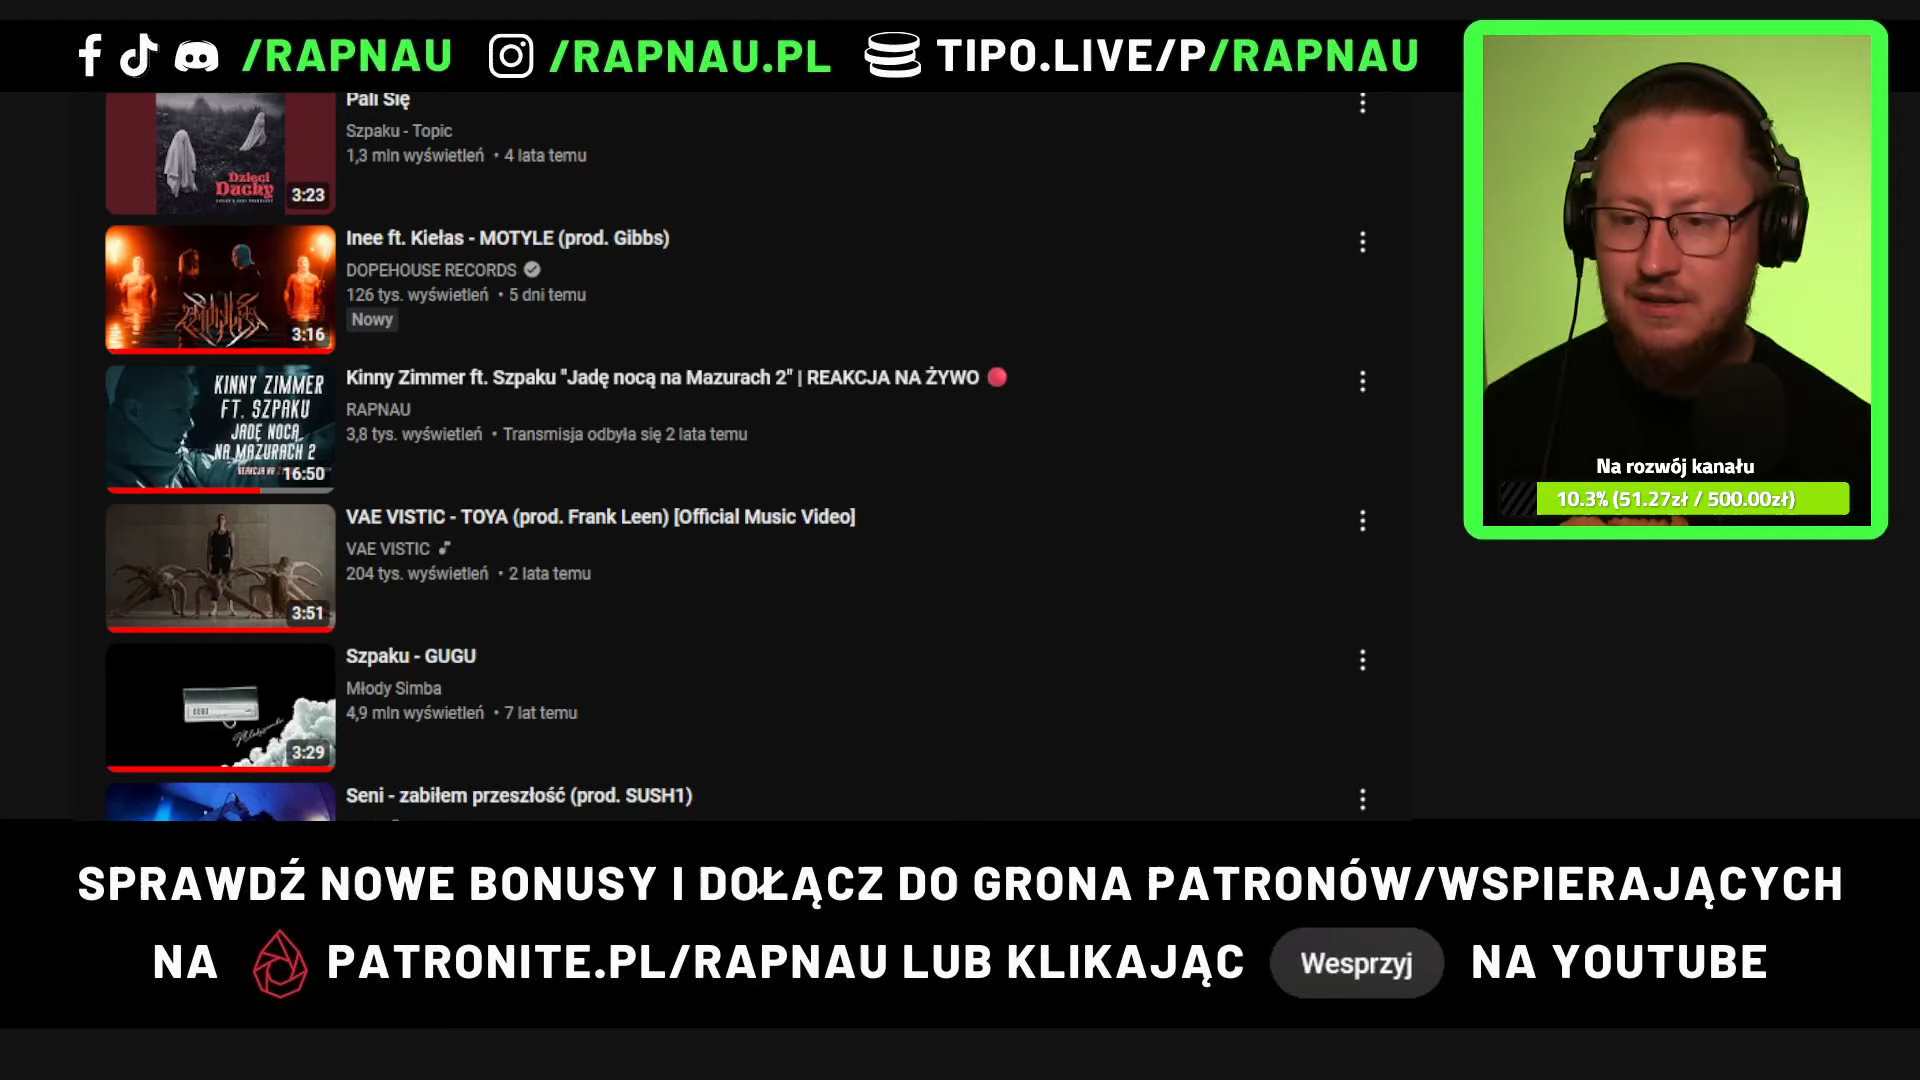 /RAPNAU /RAPNAU.PL TIPO.LIVE/P/RAPNAU
Pali Się
Szpaku - Topic
1,3 mln wyświetleń • 4 lata temu
Dzieci
Duchy
3:23
Inee ft. Kiełas - MOTYLE (prod. Gibbs)
DOPEHOUSE RECORDS
126 tys. wyświetleń • 5 dni temu
Nowy
3:16
Kinny Zimmer ft. Szpaku "Jadę nocą na Mazurach 2" | REAKCJA NA ŻYWO
RAPNAU
3,8 tys. wyświetleń • Transmisja odbyła się 2 lata temu
KINNY ZIMMER
FT. SZPAKU
JADĘ NOCĄ
NA MAZURACH 2
16:50
VAE VISTIC - TOYA (prod. Frank Leen) [Official Music Video]
VAE VISTIC
204 tys. wyświetleń • 2 lata temu
3:51
Szpaku - GUGU
Młody Simba
4,9 mln wyświetleń • 7 lat temu
3:29
Seni - zabiłem przeszłość (prod. SUSH1)
Na rozwój kanału
10.3% (51.27zł / 500.00zł)
SPRAWDŹ NOWE BONUSY I DOŁĄCZ DO GRONA PATRONÓW/WSPIERAJĄCYCH
NA PATRONITE.PL/RAPNAU LUB KLIKAJĄC Wesprzyj NA YOUTUBE